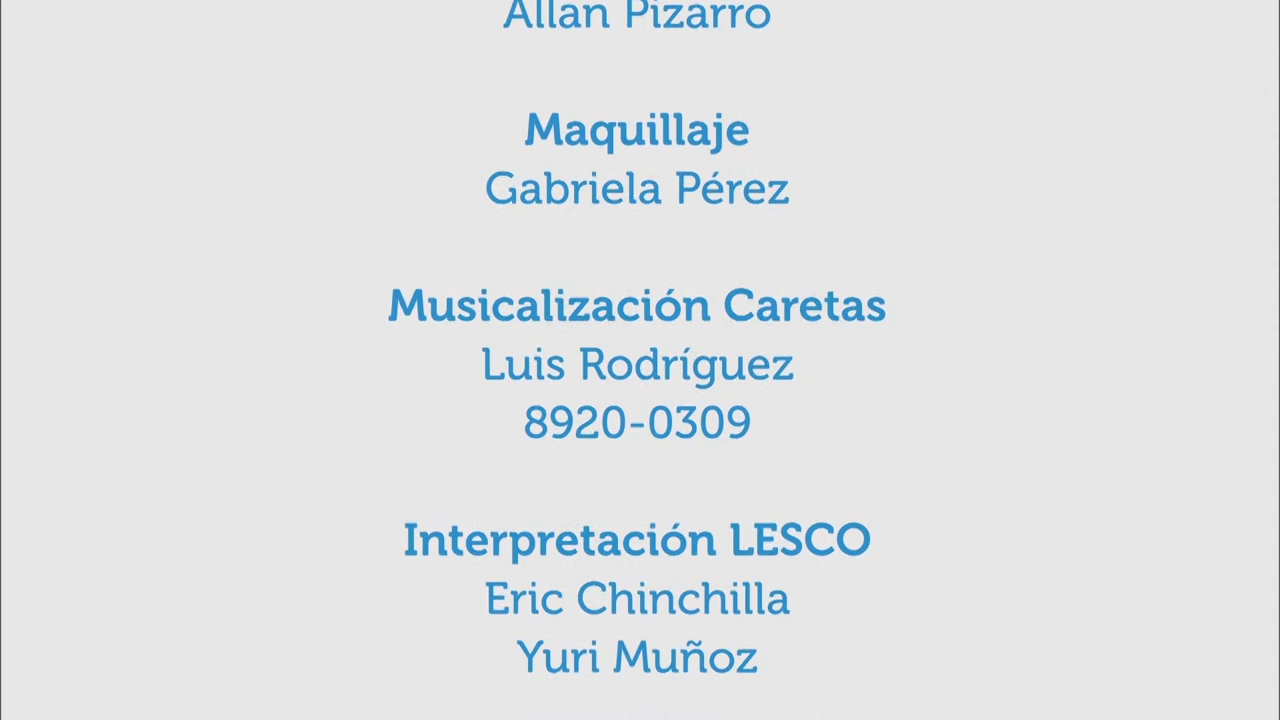 Allan Pizarro
Maquillaje
Gabriela Pérez
Musicalización Caretas
Luis Rodríguez
8920-0309
Interpretación LESCO
Eric Chinchilla
Yuri Muñoz